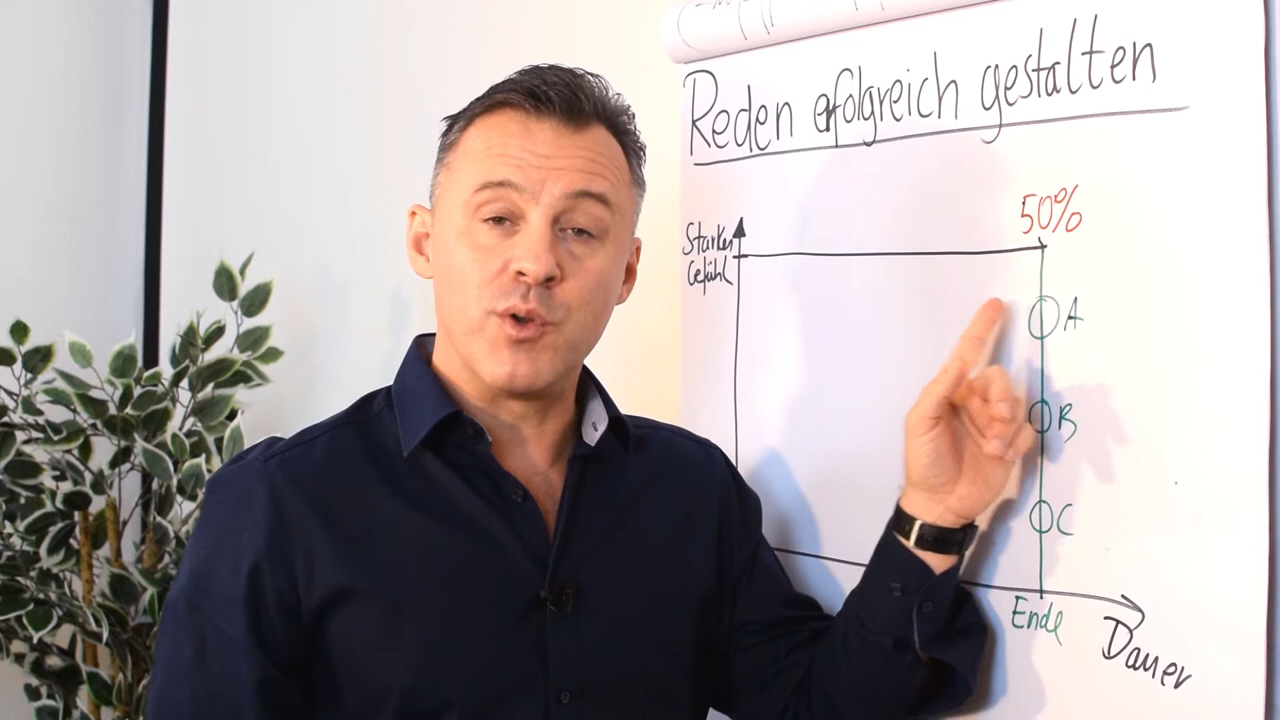 Reden erfolgreich gestalten
50%
Starkes
Gefühl
A
B
C
Ende
Dauer